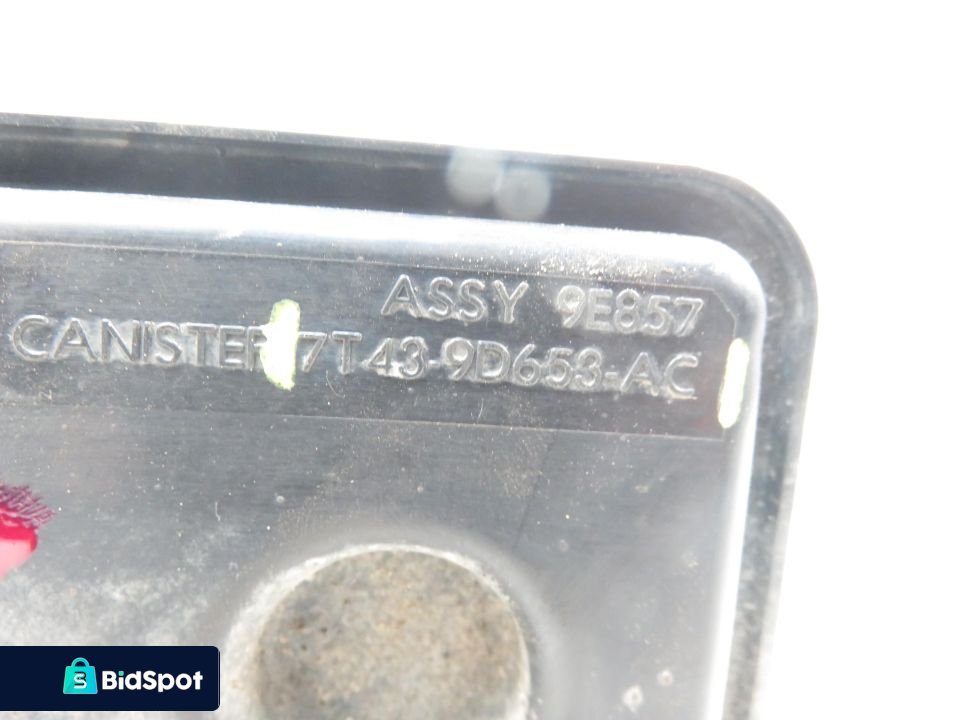 ASSY 9E857
CANISTER 7T43-9D653-AC
BidSpot